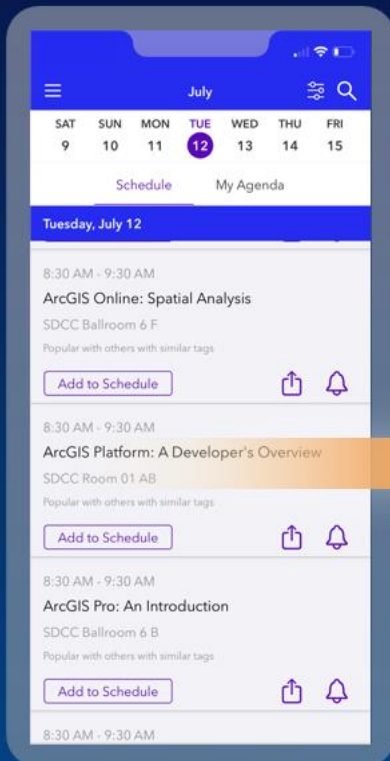 July
SAT SUN MON TUE WED THU FRI
9 10 11 12 13 14 15
Schedule My Agenda
Tuesday, July 12
8:30 AM - 9:30 AM
ArcGIS Online: Spatial Analysis
SDCC Ballroom 6 F
Popular with others with similar tags
Add to Schedule
8:30 AM - 9:30 AM
ArcGIS Platform: A Developer's Overview
SDCC Room 01 AB
Popular with others with similar tags
Add to Schedule
8:30 AM - 9:30 AM
ArcGIS Pro: An Introduction
SDCC Ballroom 6 B
Popular with others with similar tags
Add to Schedule
8:30 AM - 9:30 AM